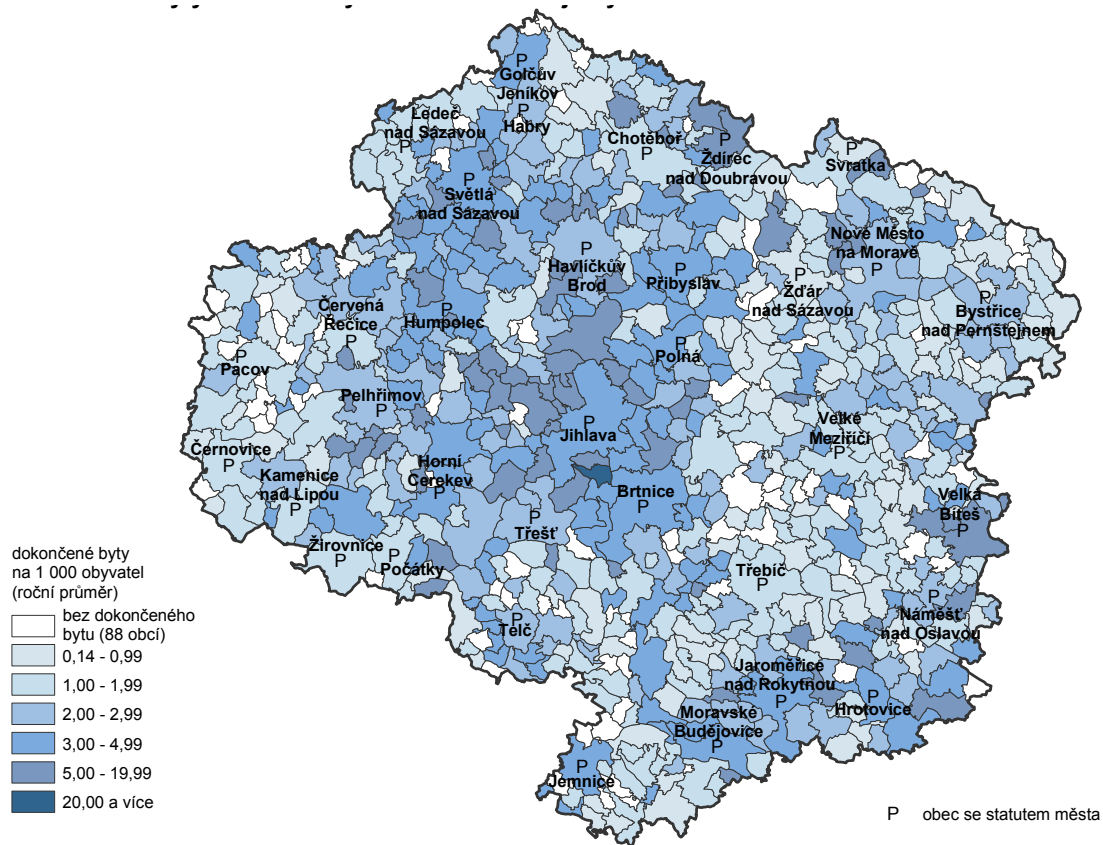 P
Golčův
Jeníkov
P
Habry
Ledeč
nad Sázavou
P
Chotěboř
P
P
Ždírec
nad Doubravou
P
Svratka
P
Světlá
nad Sázavou
P
Havlíčkův
Brod
P
Přibyslav
Nové Město
na Moravě
P
P
Žďár
nad Sázavou
P
Bystřice
nad Pernštejnem
Červená
Řečice
P
P
Humpolec
P
Polná
P
Pacov
Pelhřimov
P
P
Jihlava
Velké
Meziříčí
P
Černovice
P
Kamenice
nad Lipou
P
Horní
Cerekev
P
Brtnice
P
Velká
Bíteš
P
P
Třešť
Žirovnice
P
P
Počátky
Třebíč
P
P
Náměšť
nad Oslavou
P
Telč
Jaroměřice
nad Rokytnou
P
P
Hrotovice
Moravské
Budějovice
P
P
Jemnice
dokončené byty
na 1 000 obyvatel
(roční průměr)
bez dokončeného
bytu (88 obcí)
0,14 - 0,99
1,00 - 1,99
2,00 - 2,99
3,00 - 4,99
5,00 - 19,99
20,00 a více
P obec se statutem města